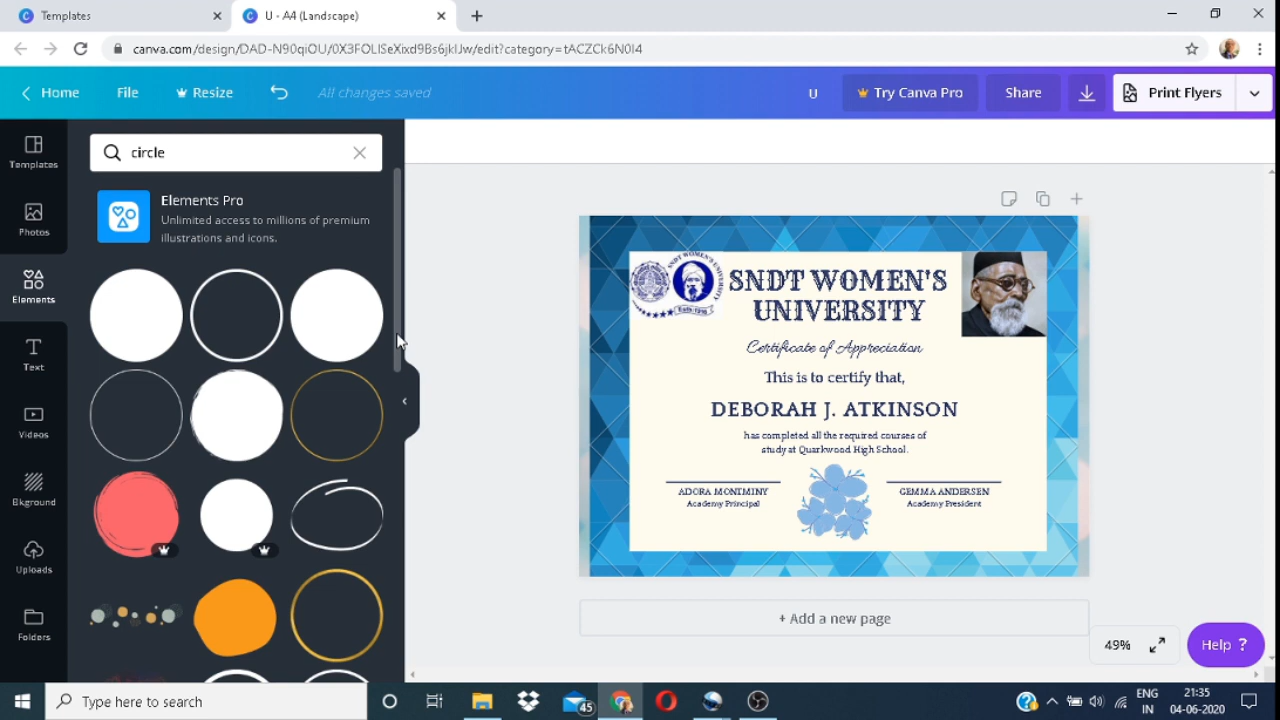 Templates
U - A4 (Landscape)
canva.com/design/DAD-N90qiOU/0X3FOLISeXixd9Bs6jklJw/edit?category=tACZCk6N0I4
Home
File
Resize
All changes saved
U
Try Canva Pro
Share
Print Flyers
Templates
Photos
Elements
Text
Videos
Bkground
Uploads
Folders
circle
Elements Pro
Unlimited access to millions of premium
illustrations and icons.
SNDT WOMEN'S
UNIVERSITY
Certificate of Appreciation
This is to certify that,
DEBORAH J. ATKINSON
has completed all the required courses of
study at Quarkwood High School.
ADORA MONTMINY
Academy Principal
GEMMA ANDERSEN
Academy President
+ Add a new page
49%
Help ?
Type here to search
45
ENG
IN
21:35
04-06-2020